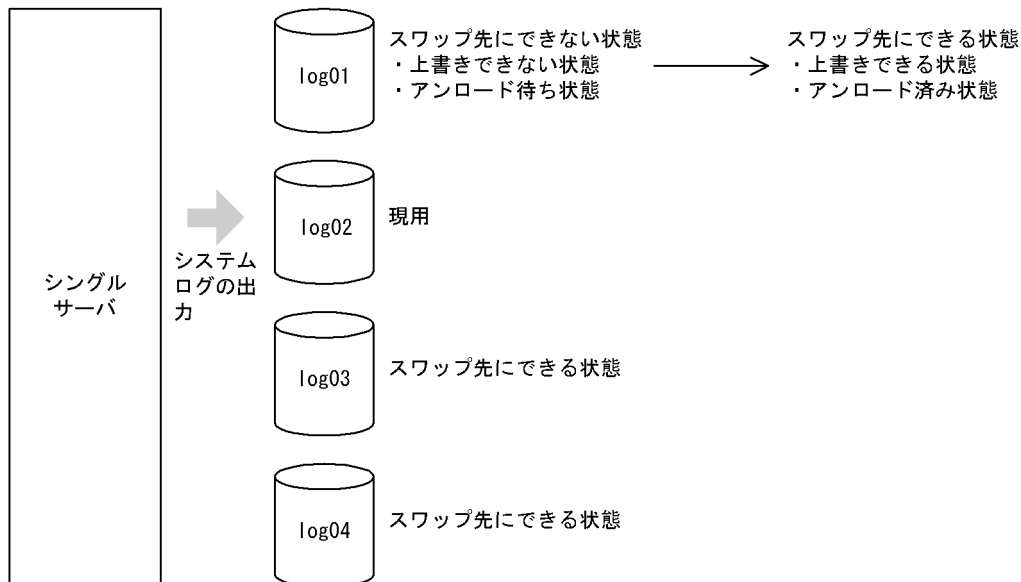 シングル
サーバ
システム
ログの出
力
log01
スワップ先にできない状態
・上書きできない状態
・アンロード待ち状態
スワップ先にできる状態
・上書きできる状態
・アンロード済み状態
log02
現用
log03
スワップ先にできる状態
log04
スワップ先にできる状態